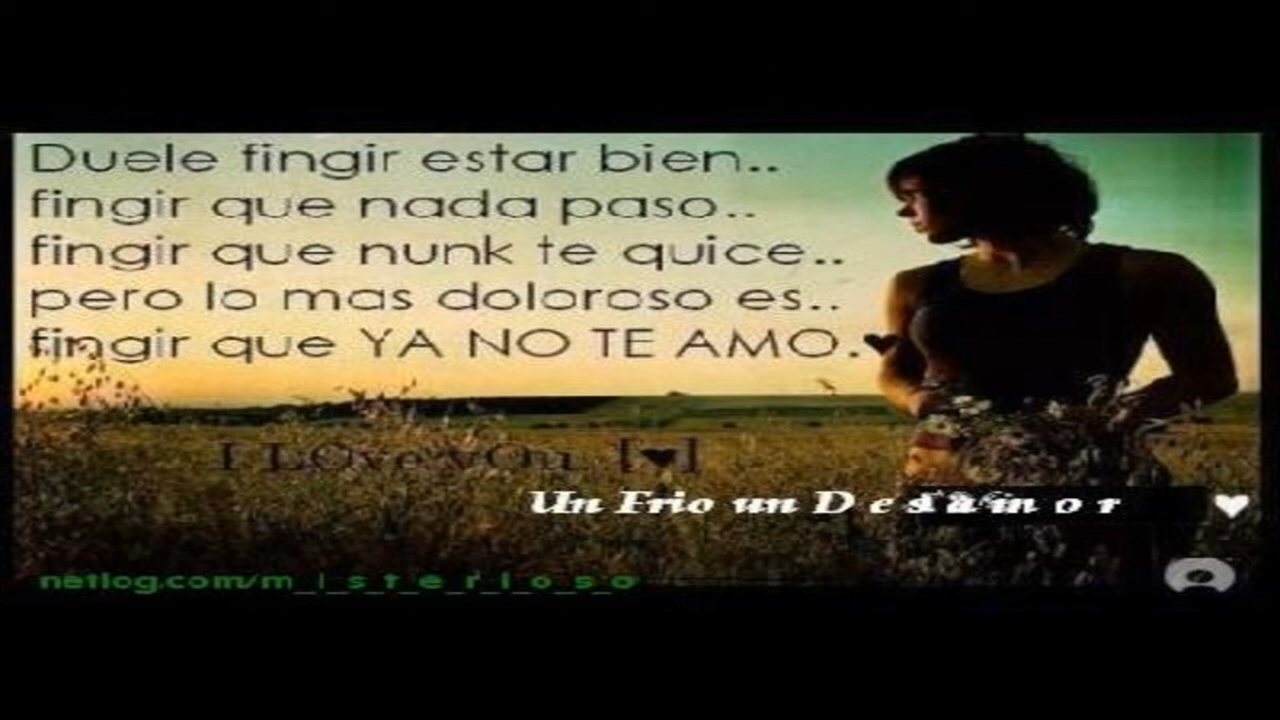 Duele fingir estar bien..
fingir que nada paso..
fingir que nunk te quice..
pero lo mas doloroso es..
fingir que YA NO TE AMO.♥
I LOve yOu [♥]
Un Frio un D e s a m o r ♥
netlog.com/m_i_s_t_e_r_i_o_s_o